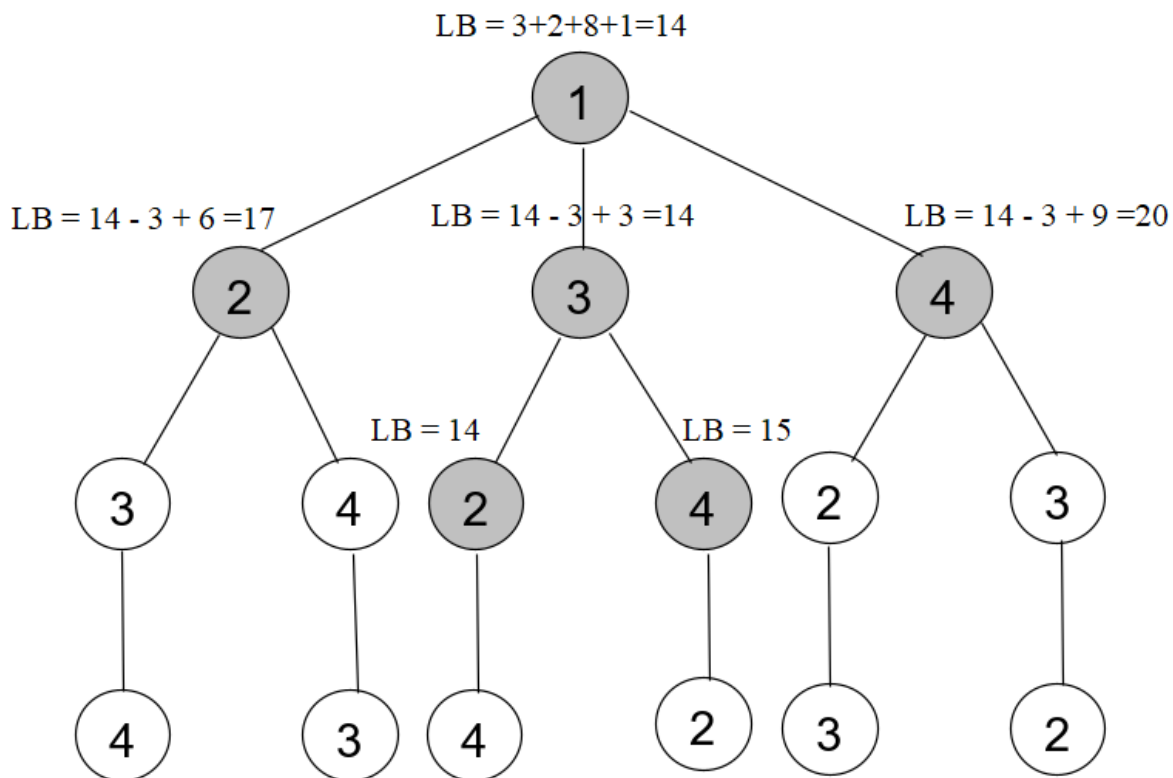 LB = 3+2+8+1=14
1
LB = 14 - 3 + 6 =17
LB = 14 - 3 + 3 =14
LB = 14 - 3 + 9 =20
2
3
4
LB = 14
LB = 15
3
4
2
4
2
3
4
3
4
2
3
2